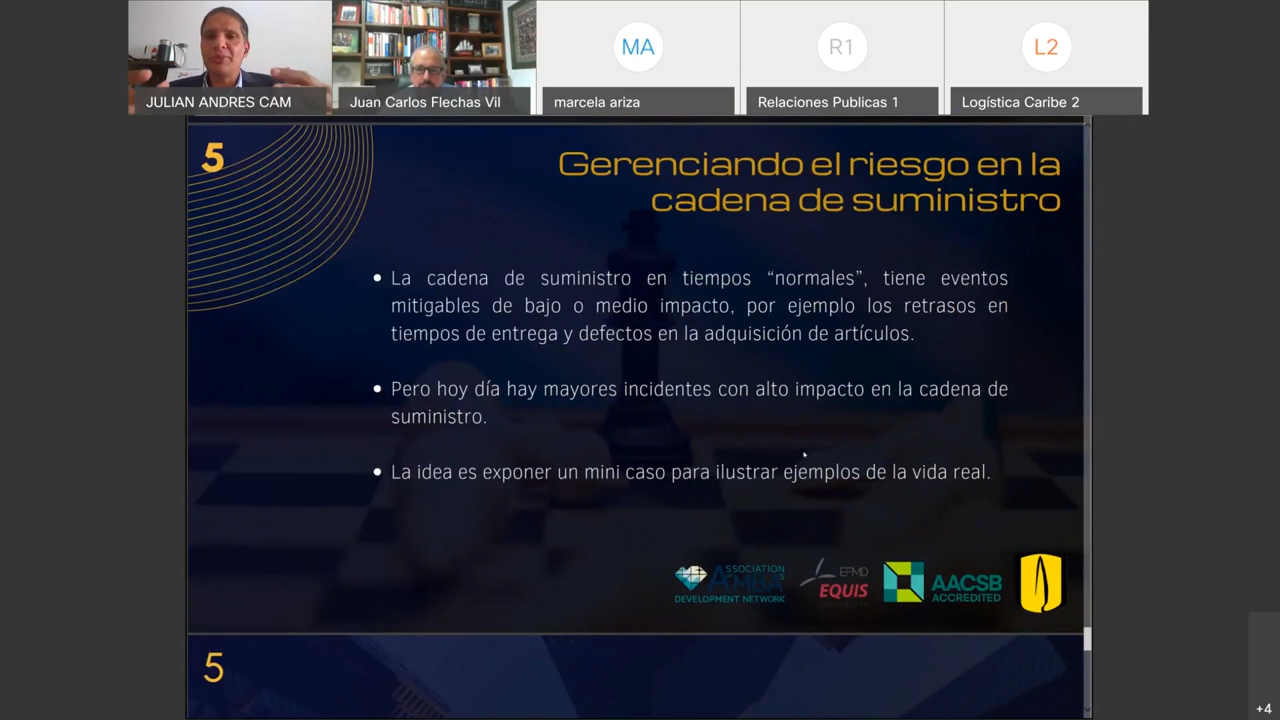 MA
R1
L2
JULIAN ANDRES CAM
Juan Carlos Flechas Vil
marcela ariza
Relaciones Publicas 1
Logística Caribe 2
5
Gerenciando el riesgo en la
cadena de suministro
• La cadena de suministro en tiempos “normales”, tiene eventos
mitigables de bajo o medio impacto, por ejemplo los retrasos en
tiempos de entrega y defectos en la adquisición de artículos.
• Pero hoy día hay mayores incidentes con alto impacto en la cadena de
suministro.
• La idea es exponer un mini caso para ilustrar ejemplos de la vida real.
ASSOCIATION
AMBA
DEVELOPMENT NETWORK
EFMD
EQUIS
AACSB
ACCREDITED
5
+4